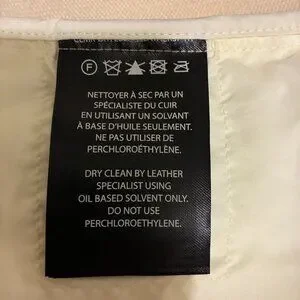 F
NETTOYER À SEC PAR UN
SPÉCIALISTE DU CUIR
EN UTILISANT UN SOLVANT
À BASE D'HUILE SEULEMENT.
NE PAS UTILISER DE
PERCHLOROÉTHYLÈNE.
DRY CLEAN BY LEATHER
SPECIALIST USING
OIL BASED SOLVENT ONLY.
DO NOT USE
PERCHLOROETHYLENE.